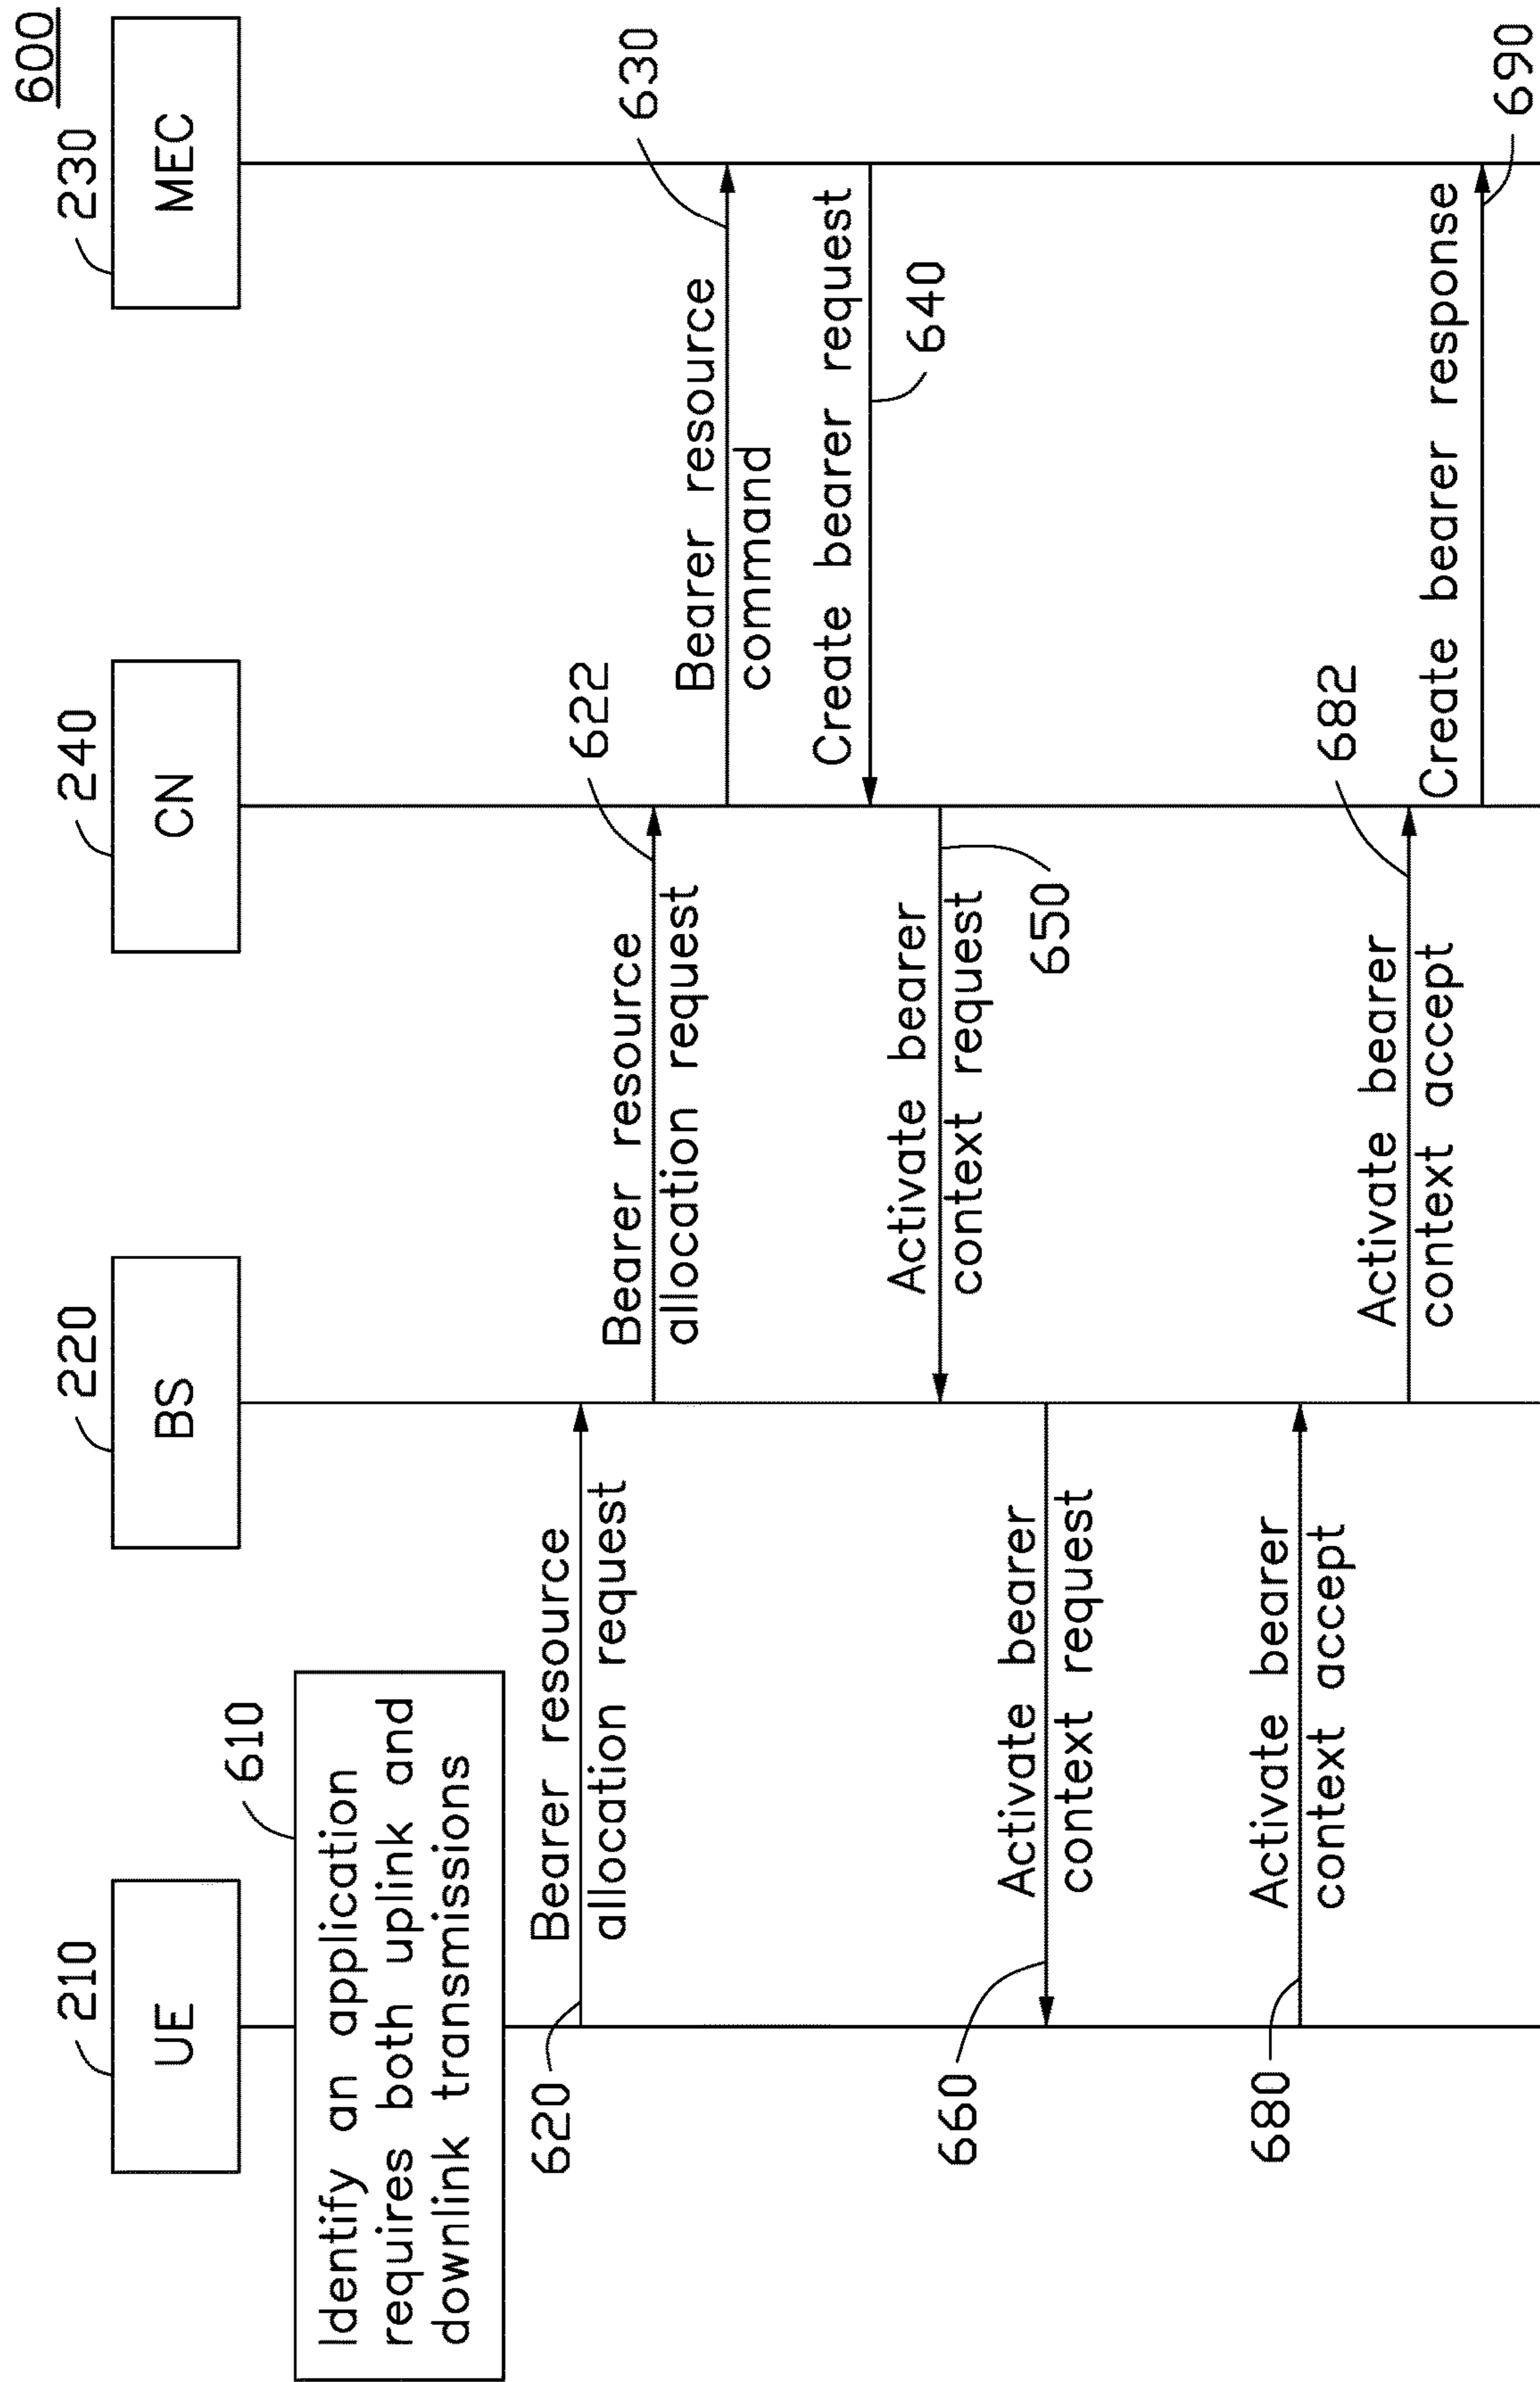 600
210
220
240
230
UE
BS
CN
MEC
610
Identify an application
requires both uplink and
downlink transmissions
620
Bearer resource
allocation request
622
Bearer resource
allocation request
630
Bearer resource
command
Create bearer request
640
Activate bearer
context request
650
660
Activate bearer
context request
680
Activate bearer
context accept
682
Activate bearer
context accept
Create bearer response
690